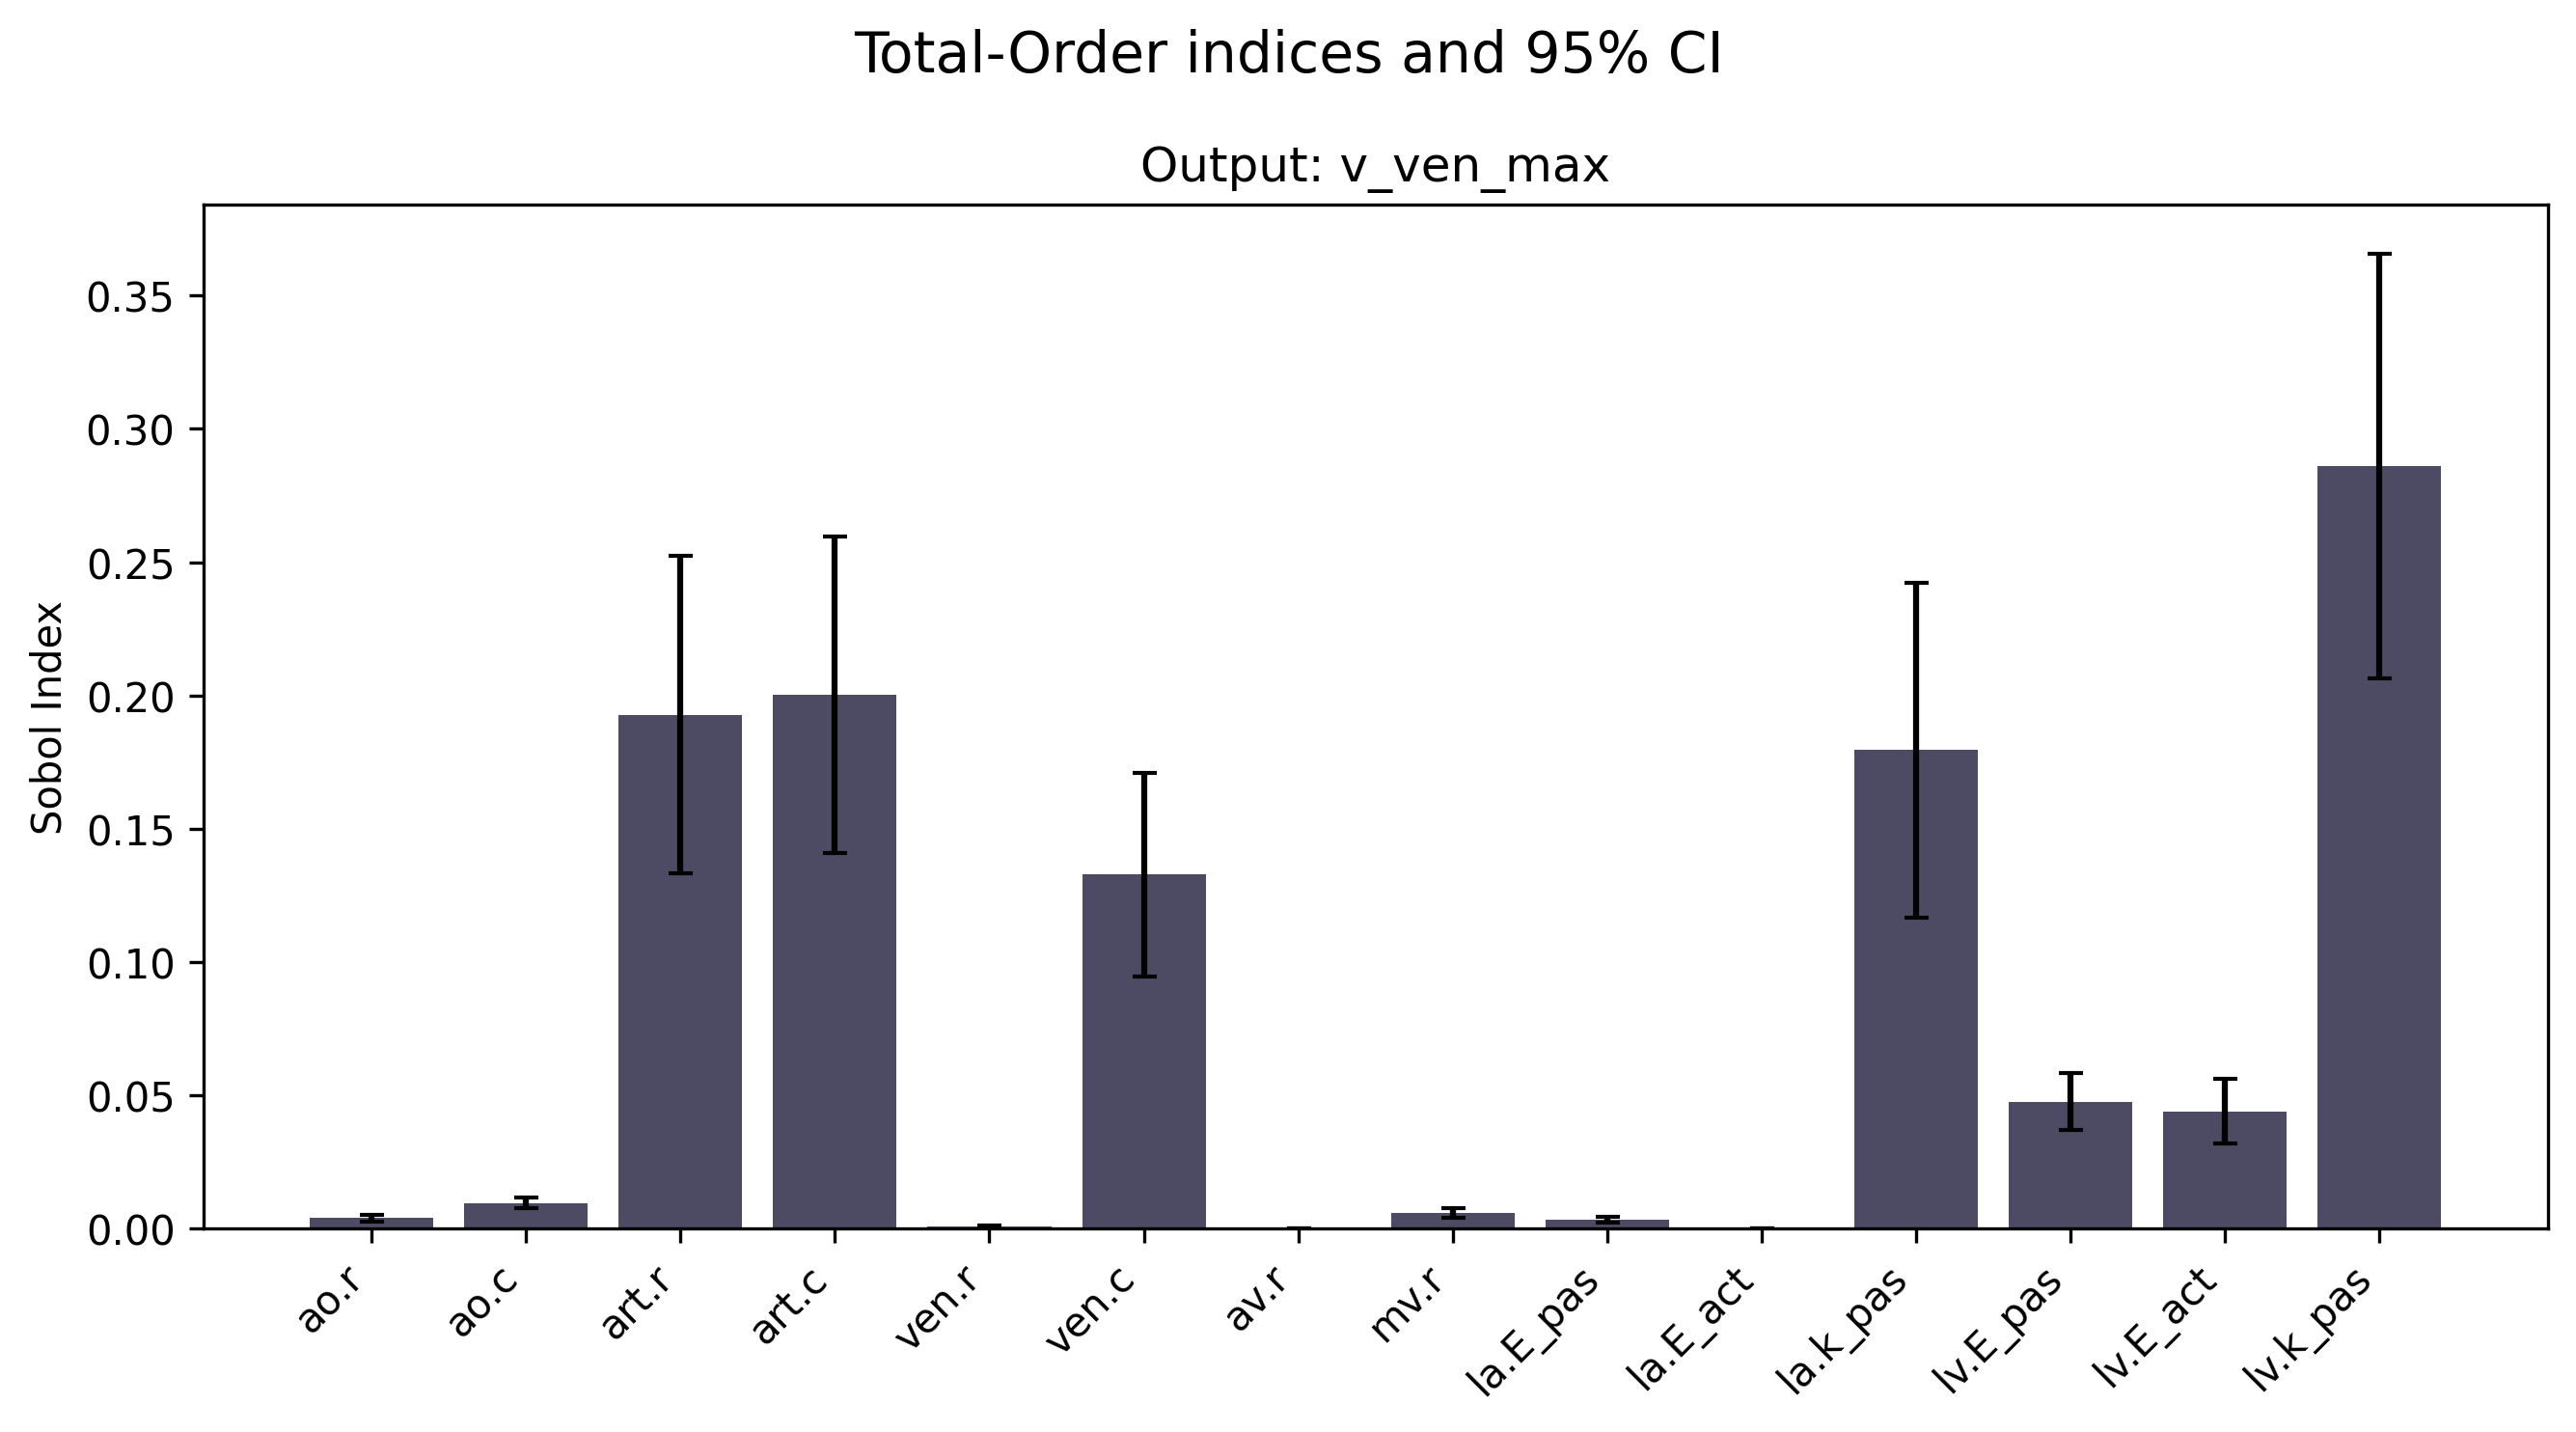 Total-Order indices and 95% CI
Output: v_ven_max
Sobol Index
0.35
0.30
0.25
0.20
0.15
0.10
0.05
0.00
ao.r
ao.c
art.r
art.c
ven.r
ven.c
av.r
mv.r
la.E_pas
la.E_act
la.k_pas
lv.E_pas
lv.E_act
lv.k_pas